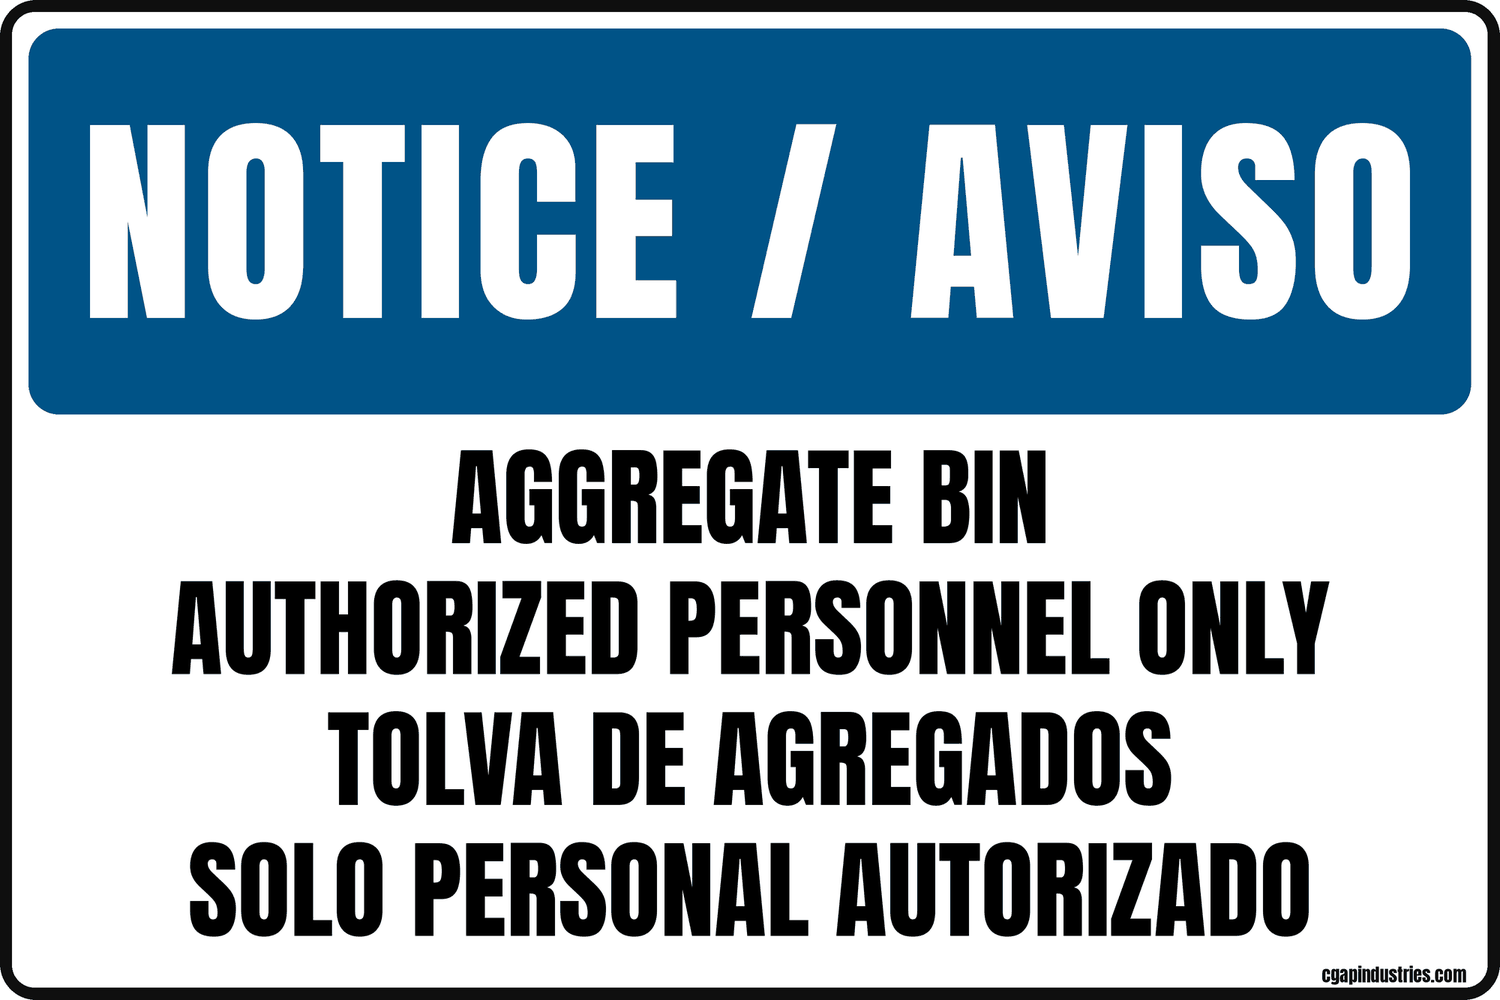 NOTICE / AVISO
AGGREGATE BIN
AUTHORIZED PERSONNEL ONLY
TOLVA DE AGREGADOS
SOLO PERSONAL AUTORIZADO
cgapindustries.com